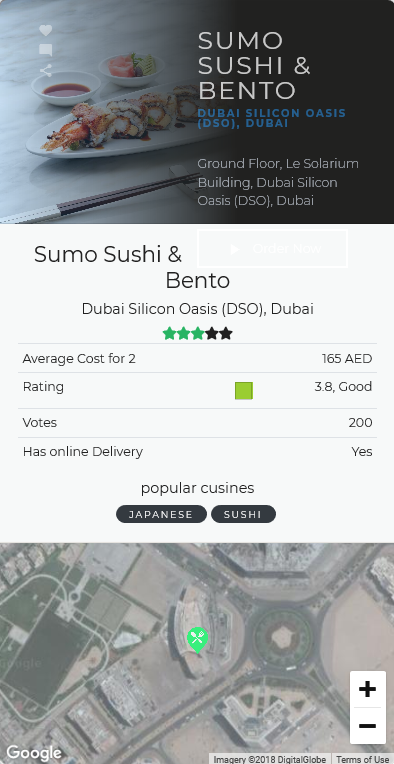 SUMO
SUSHI &
BENTO
DUBAI SILICON OASIS
(DSO), DUBAI
Ground Floor, Le Solarium
Building, Dubai Silicon
Oasis (DSO), Dubai
Order Now
Sumo Sushi &
Bento
Dubai Silicon Oasis (DSO), Dubai
Average Cost for 2 165 AED
Rating 3.8, Good
Votes 200
Has online Delivery Yes
popular cusines
JAPANESE SUSHI
Google
Google
Imagery ©2018 DigitalGlobe Terms of Use